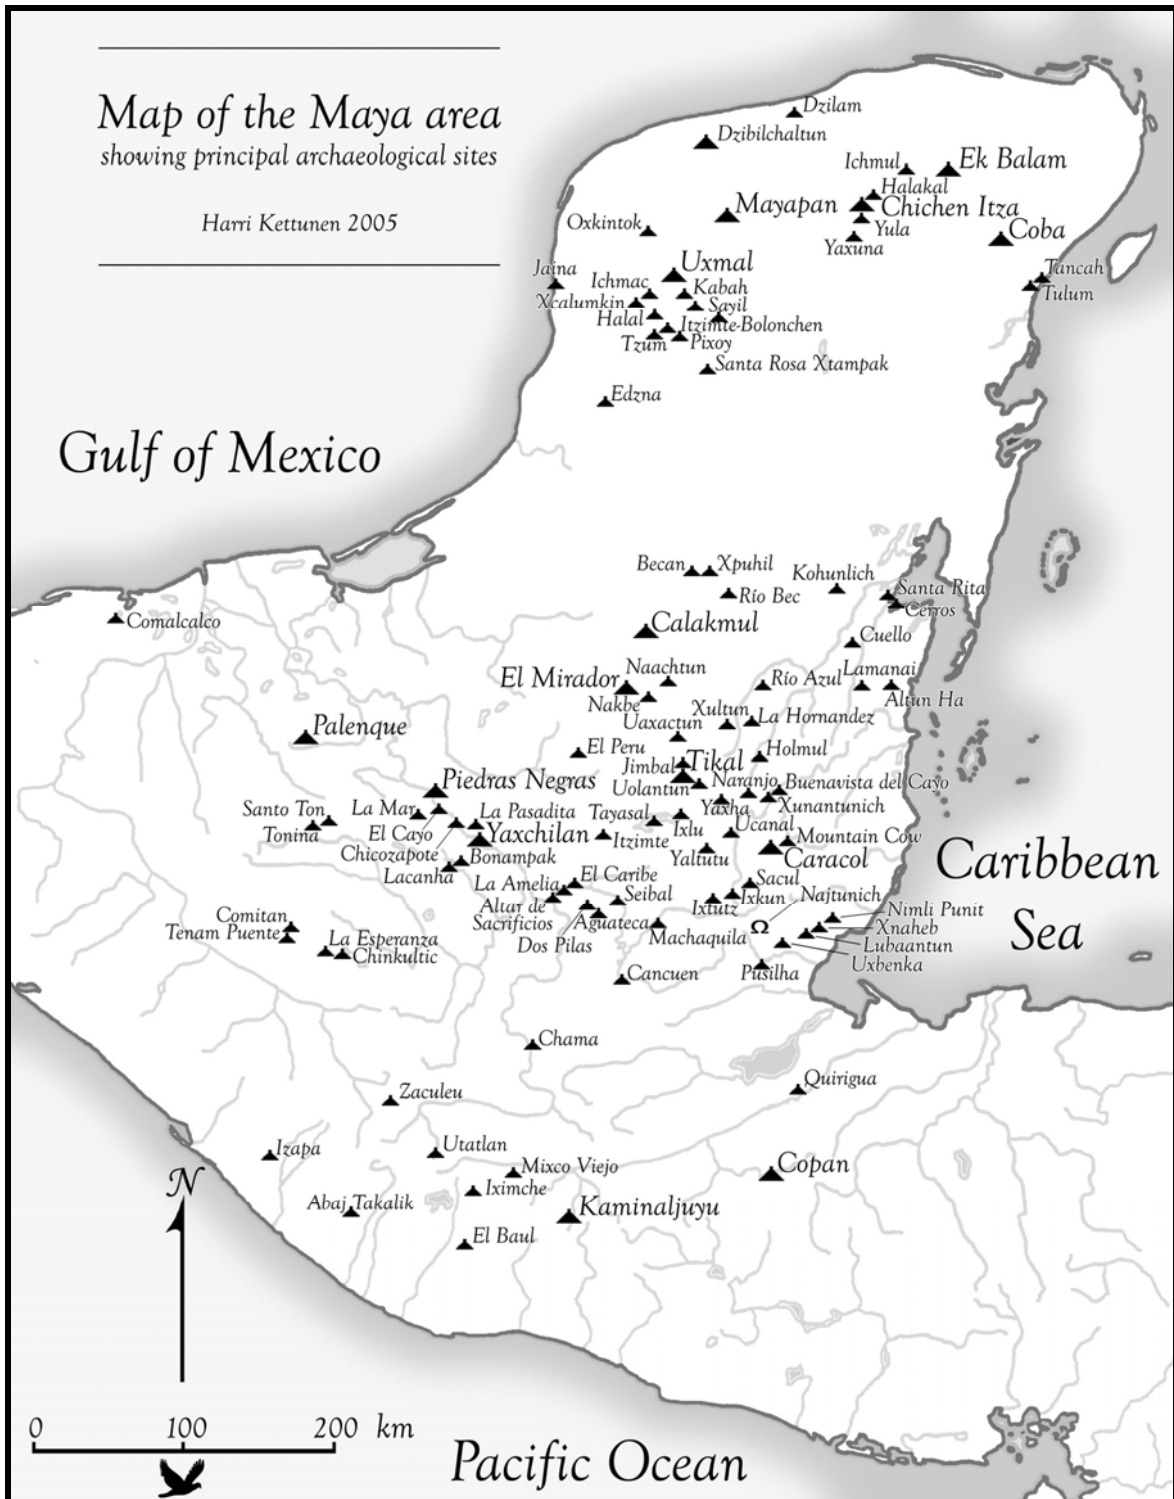 Map of the Maya area
showing principal archaeological sites
Harri Kettunen 2005
Dzilam
Dzibilchaltun
Ichmul
Ek Balam
Halakal
Mayapan
Chichen Itza
Oxkintok
Yula
Coba
Yaxuna
Uxmal
Jaina
Tancah
Ichmac
Kabah
Tulum
Xcalumkin
Sayil
Halal
Itzimte-Bolonchen
Tzum
Pixoy
Santa Rosa Xtampak
Edzna
Gulf of Mexico
Becan
Xpuhil
Kohunlich
Santa Rita
Río Bec
Cerros
Comalcalco
Calakmul
Cuello
Naachtun
El Mirador
Río Azul
Lamanai
Nakbe
Altun Ha
Xultun
La Hornandez
Uaxactun
Palenque
El Peru
Holmul
Jimbal
Tikal
Piedras Negras
Uolantun
Naranjo
Buenavista del Cayo
Santo Ton
La Mar
La Pasadita
Tayasal
Yaxha
Xunantunich
Tonina
El Cayo
Yaxchilan
Ixlu
Ucanal
Itzimte
Mountain Cow
Chicozapote
Bonampak
Yaltutu
Caracol
Caribbean
Sea
Lacanha
El Caribe
Sacul
La Amelia
Seibal
Ixkun
Najtunich
Altar de
Sacrificios
Ixtutz
Nimli Punit
Comitan
Aguateca
Xnaheb
Tenam Puente
La Esperanza
Dos Pilas
Machaquila
Lubaantun
Chinkultic
Uxbenka
Cancuen
Pusilha
Chama
Quirigua
Zaculeu
Izapa
Utatlan
Mixco Viejo
Copan
N
Iximche
Abaj Takalik
Kaminaljuyu
El Baul
0 100 200 km
Pacific Ocean